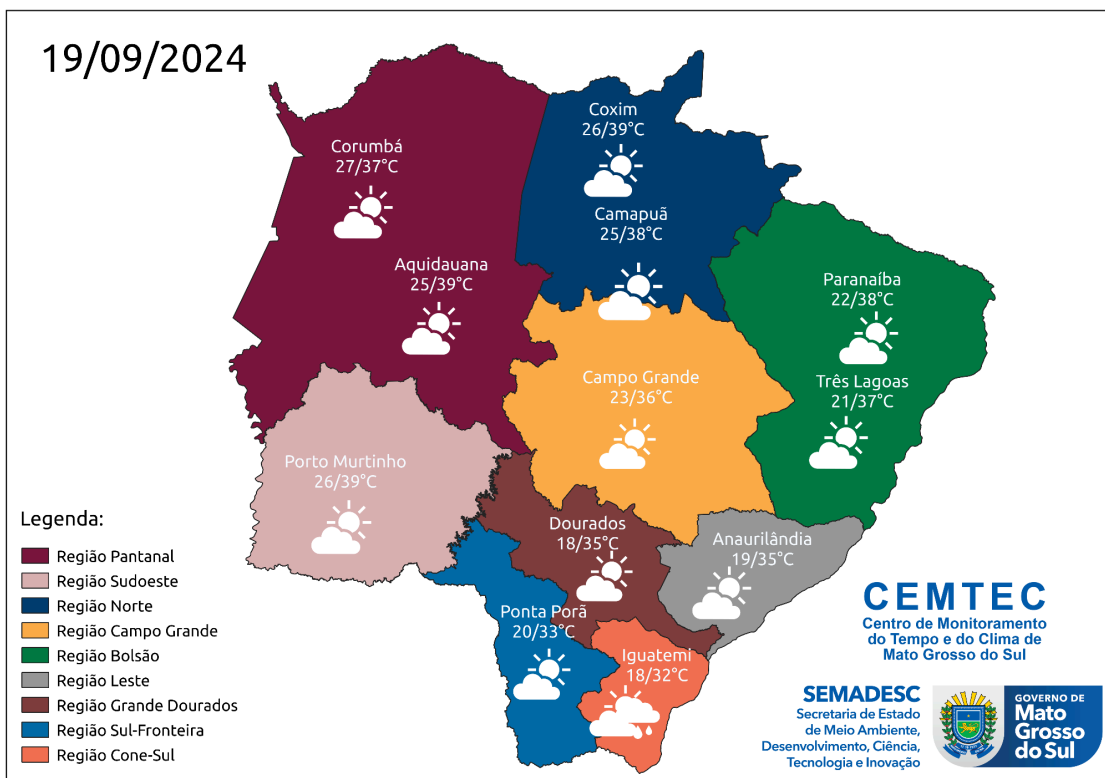 19/09/2024
Coxim
26/39°C
Corumbá
27/37°C
Camapuã
25/38°C
Aquidauana
25/39°C
Paranaíba
22/38°C
Campo Grande
23/36°C
Três Lagoas
21/37°C
Porto Murtinho
26/39°C
Dourados
18/35°C
Anaurilândia
19/35°C
Ponta Porã
20/33°C
Iguatemi
18/32°C
Legenda:
Região Pantanal
Região Sudoeste
Região Norte
Região Campo Grande
Região Bolsão
Região Leste
Região Grande Dourados
Região Sul-Fronteira
Região Cone-Sul
CEMTEC
Centro de Monitoramento
do Tempo e do Clima de
Mato Grosso do Sul
SEMADESC
Secretaria de Estado
de Meio Ambiente,
Desenvolvimento, Ciência,
Tecnologia e Inovação
GOVERNO DE
Mato
Grosso
do Sul